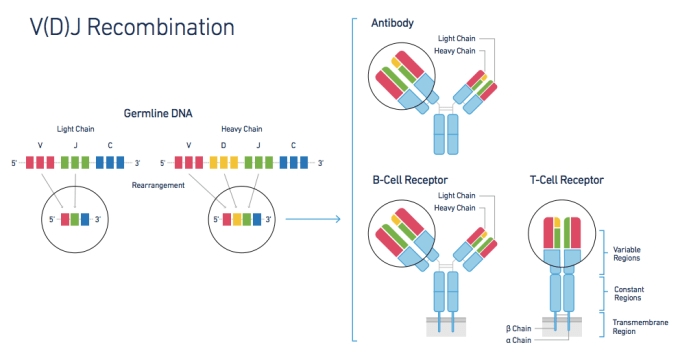 V(D)J Recombination
Germline DNA
Light Chain
V J C
5' 3'
Heavy Chain
V D J C
5' 3'
Rearrangement
5' 3'
5' 3'
Antibody
Light Chain
Heavy Chain
B-Cell Receptor
Light Chain
Heavy Chain
T-Cell Receptor
Variable
Regions
Constant
Regions
Transmembrane
Region
β Chain
α Chain